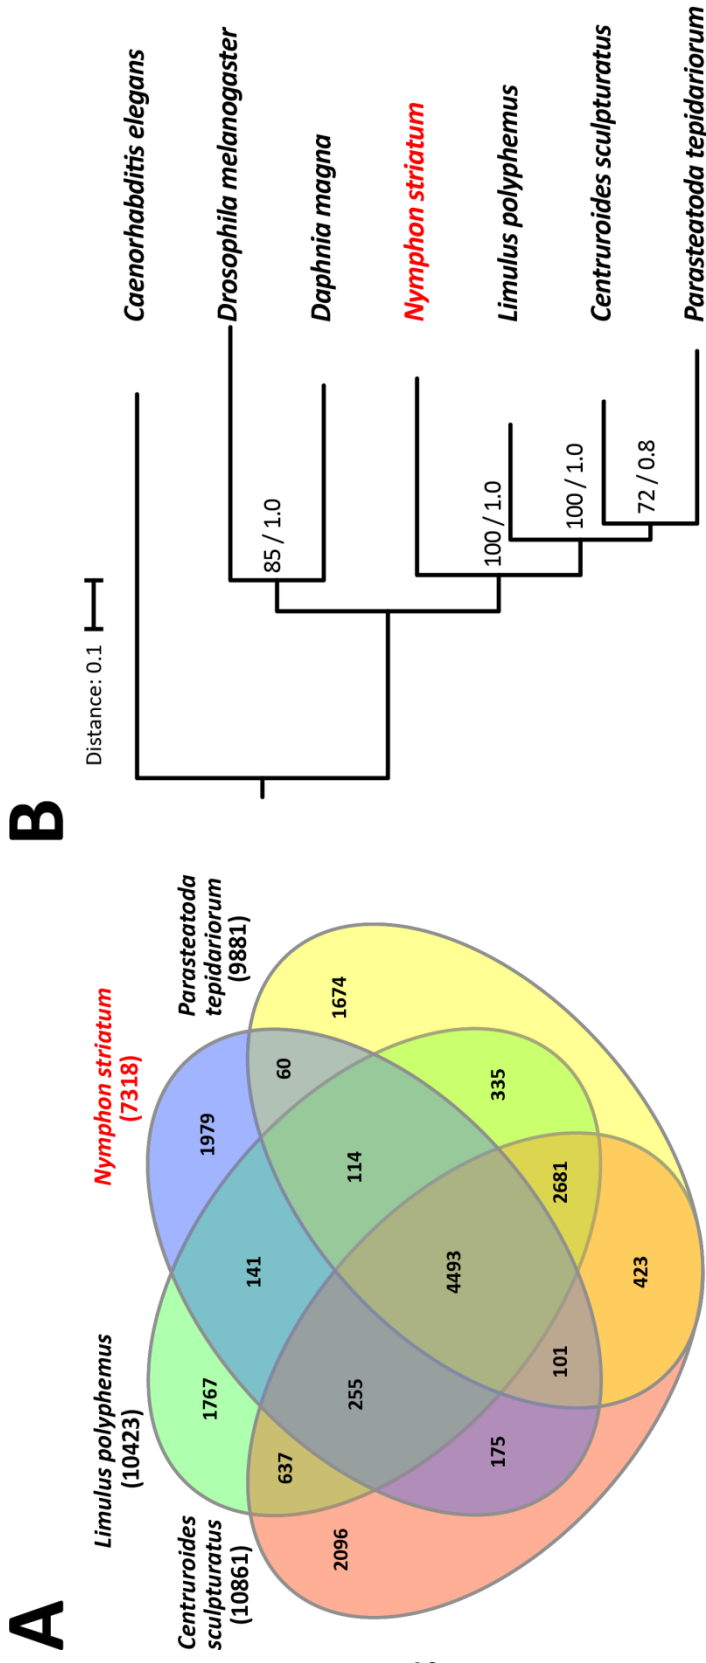 A
Limulus polyphemus
(10423)
Nymphon striatum
(7318)
Centruroides
sculpturatus
(10861)
Parasteatoda
tepidariorum
(9881)
1767
1979
637
141
60
2096
255
114
1674
4493
175
335
101
2681
423
B
Distance: 0.1
Caenorhabditis elegans
Drosophila melanogaster
85 / 1.0
Daphnia magna
Nymphon striatum
100 / 1.0
Limulus polyphemus
100 / 1.0
Centruroides sculpturatus
72 / 0.8
Parasteatoda tepidariorum